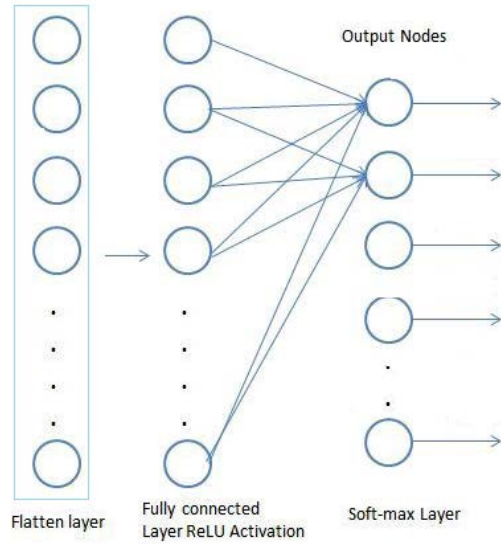 Output Nodes
Flatten layer
Fully connected
Layer ReLU Activation
Soft-max Layer